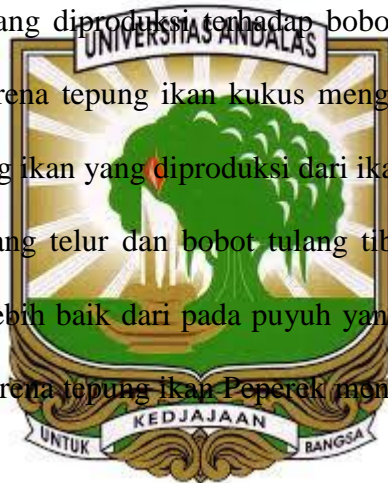 ang diproduksi terhadap bobo
UNIVERSITAS ANDALAS
rena tepung ikan kukus meng
g ikan yang diproduksi dari ika
ang telur dan bobot tulang tib
ebih baik dari pada puyuh yan
rena tepung ikan Peperek men
KEDJAJAAN
UNTUK
BANGSA